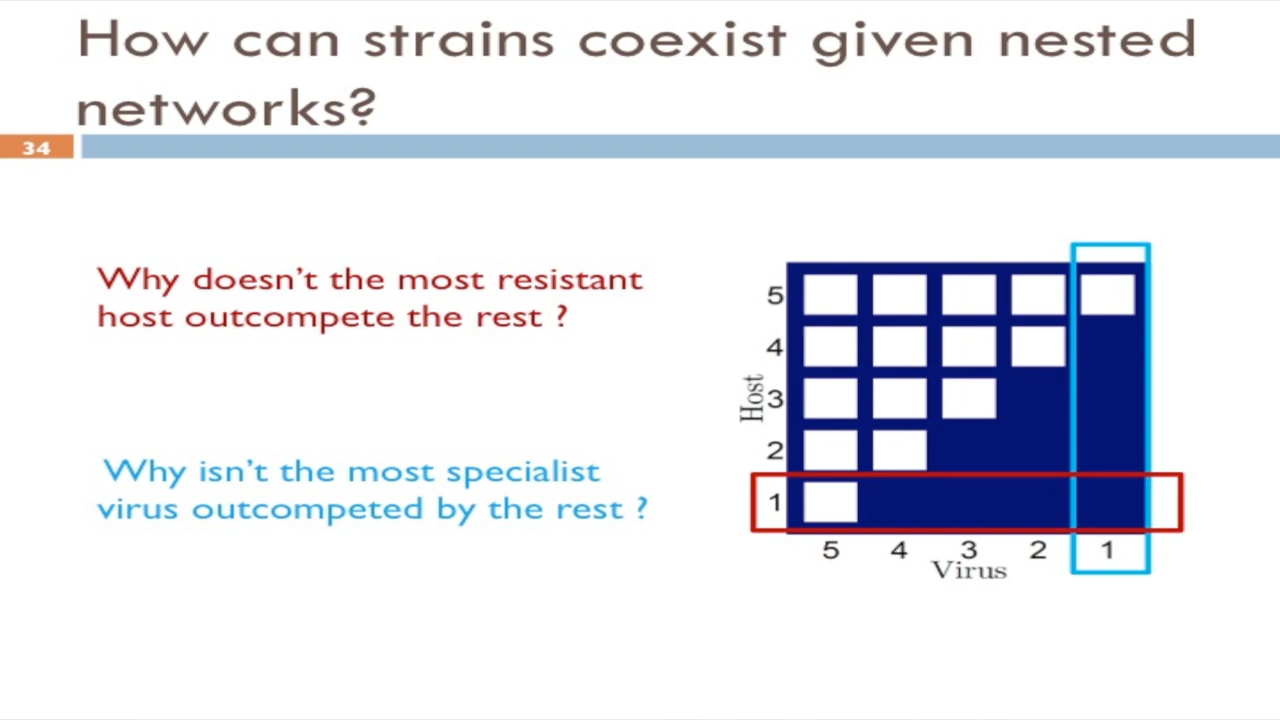 How can strains coexist given nested
networks?
34
Why doesn't the most resistant
host outcompete the rest ?
Why isn't the most specialist
virus outcompeted by the rest ?
Host
5
4
3
2
1
5 4 3 2 1
Virus